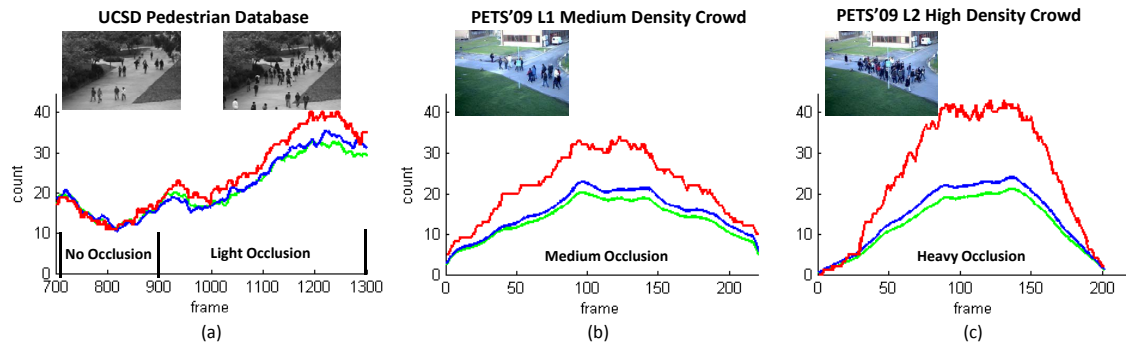 UCSD Pedestrian Database
40
30
20
10
0
count
No Occlusion
Light Occlusion
700 800 900 1000 1100 1200 1300
frame
(a)
PETS'09 L1 Medium Density Crowd
40
30
20
10
0
count
Medium Occlusion
0 50 100 150 200
frame
(b)
PETS'09 L2 High Density Crowd
40
30
20
10
0
count
Heavy Occlusion
0 50 100 150 200
frame
(c)